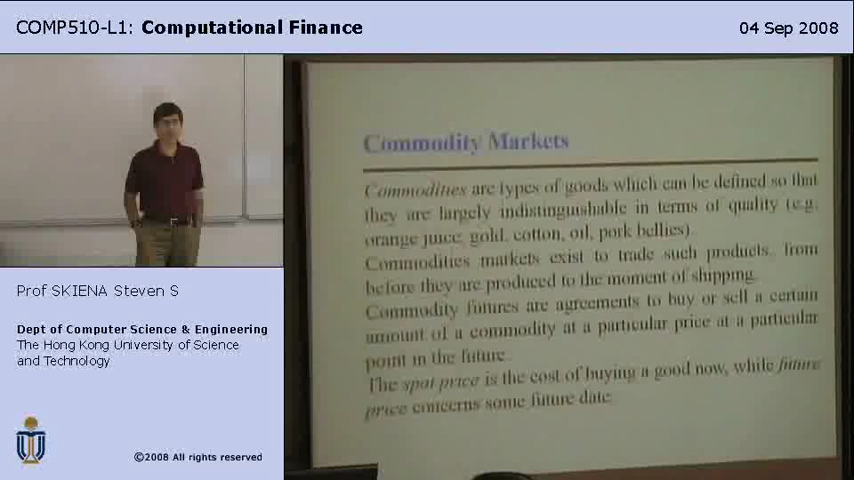 COMP510-L1: Computational Finance
04 Sep 2008
Commodity Markets
Commodities are types of goods which can be defined so that
they are largely indistinguishable in terms of quality (e.g.
orange juice, gold, cotton, oil, pork bellies).
Commodities markets exist to trade such products, from
before they are produced to the moment of shipping.
Commodity futures are agreements to buy or sell a certain
amount of a commodity at a particular price at a particular
point in the future.
The spot price is the cost of buying a good now, while future
price concerns some future date.
Prof SKIENA Steven S
Dept of Computer Science & Engineering
The Hong Kong University of Science
and Technology
©2008 All rights reserved